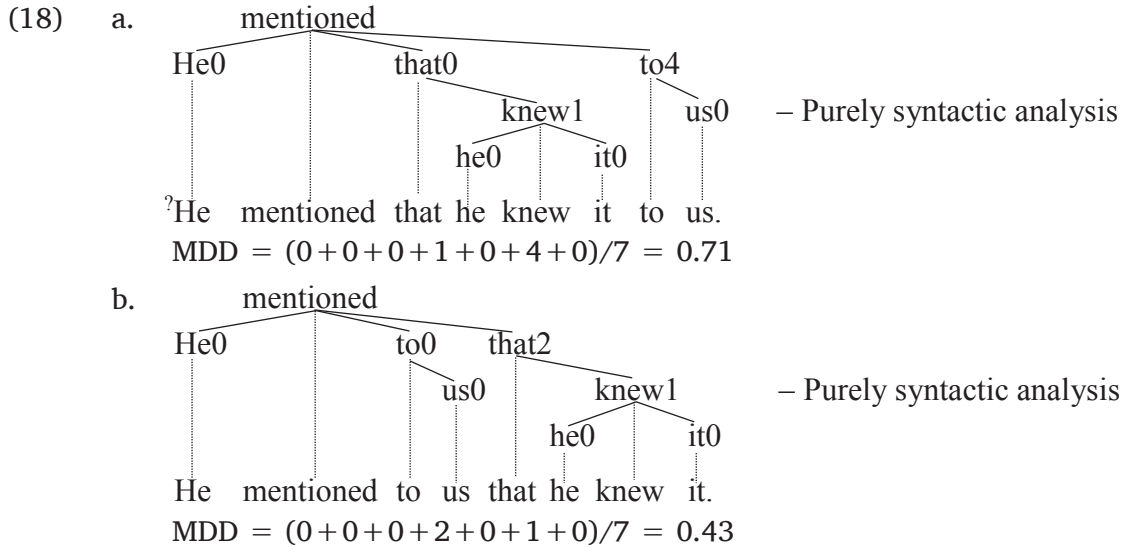 (18) a. mentioned
He0 that0 to4
knew1 us0 – Purely syntactic analysis
he0 it0
?He mentioned that he knew it to us.
MDD = (0+0+0+1+0+4+0)/7 = 0.71
b. mentioned
He0 to0 that2
us0 knew1 – Purely syntactic analysis
he0 it0
He mentioned to us that he knew it.
MDD = (0+0+0+2+0+1+0)/7 = 0.43